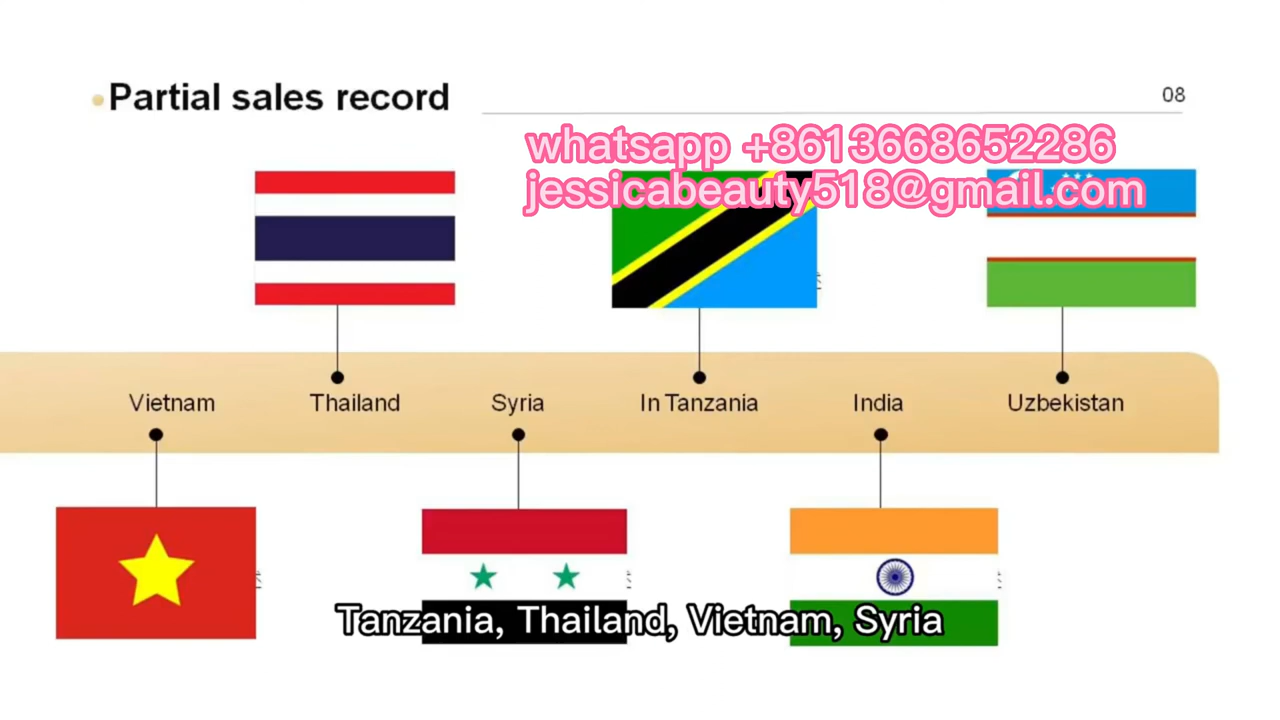 Partial sales record
08
whatsapp +8613668652286
jessicabeauty518@gmail.com
Vietnam
Thailand
Syria
In Tanzania
India
Uzbekistan
Tanzania, Thailand, Vietnam, Syria